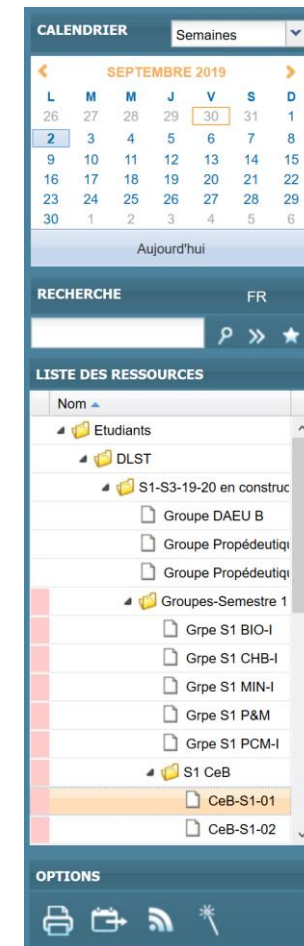 CALENDRIER Semaines
SEPTEMBRE 2019
L M M J V S D
26 27 28 29 30 31 1
2 3 4 5 6 7 8
9 10 11 12 13 14 15
16 17 18 19 20 21 22
23 24 25 26 27 28 29
30 1 2 3 4 5 6
Aujourd'hui
RECHERCHE FR
LISTE DES RESSOURCES
Nom
Etudiants
DLST
S1-S3-19-20 en construc
Groupe DAEU B
Groupe Propédeutiqu
Groupe Propédeutiqu
Groupes-Semestre 1
Grpe S1 BIO-I
Grpe S1 CHB-I
Grpe S1 MIN-I
Grpe S1 P&M
Grpe S1 PCM-I
S1 CeB
CeB-S1-01
CeB-S1-02
OPTIONS